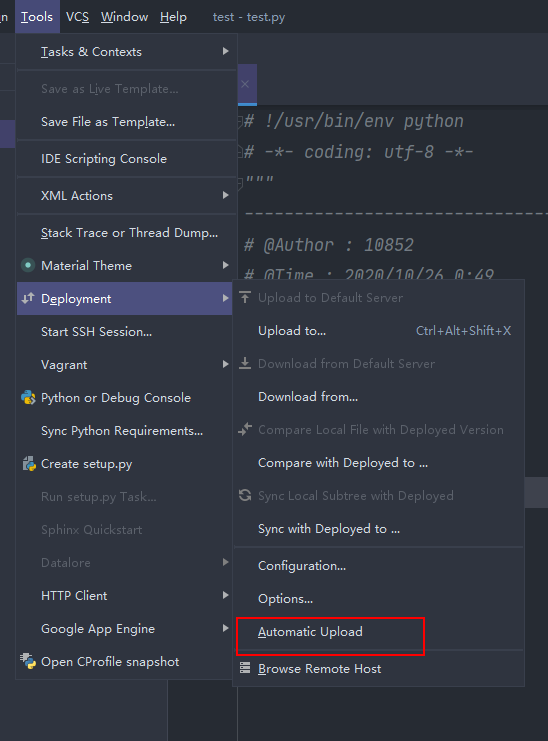 n Tools VCS Window Help test - test.py
Tasks & Contexts
Save as Live Template...
Save File as Template...
IDE Scripting Console
XML Actions
Stack Trace or Thread Dump...
Material Theme
Deployment
Start SSH Session...
Vagrant
Python or Debug Console
Sync Python Requirements...
Create setup.py
Run setup.py Task...
Sphinx Quickstart
Datalore
HTTP Client
Google App Engine
Open CProfile snapshot
# !/usr/bin/env python
# -*- coding: utf-8 -*-
"""
-------------------------------
# @Author : 10852
# @Time : 2020/10/26 0:49
Upload to Default Server
Upload to... Ctrl+Alt+Shift+X
Download from Default Server
Download from...
Compare Local File with Deployed Version
Compare with Deployed to ...
Sync Local Subtree with Deployed
Sync with Deployed to ...
Configuration...
Options...
Automatic Upload
Browse Remote Host